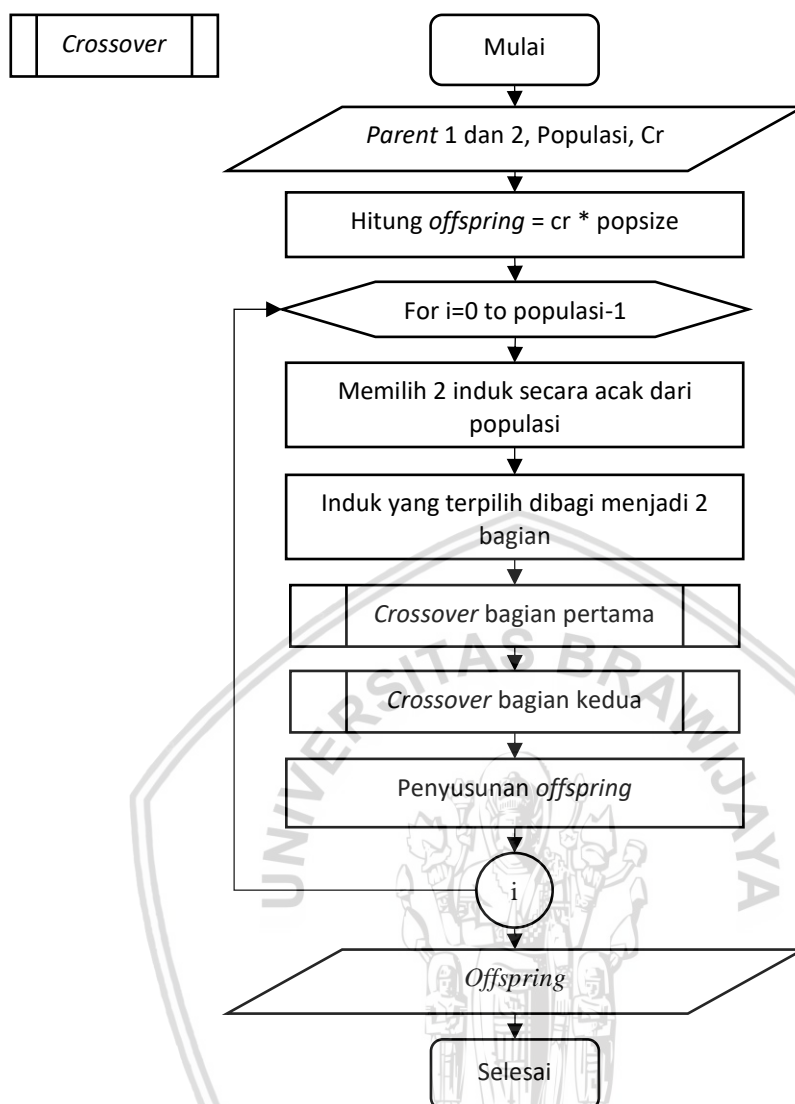 Crossover
Mulai
Parent 1 dan 2, Populasi, Cr
Hitung offspring = cr * popsize
For i=0 to populasi-1
Memilih 2 induk secara acak dari
populasi
Induk yang terpilih dibagi menjadi 2
bagian
Crossover bagian pertama
Crossover bagian kedua
Penyusunan offspring
i
Offspring
Selesai
UNIVERSITAS BRAWIJAYA